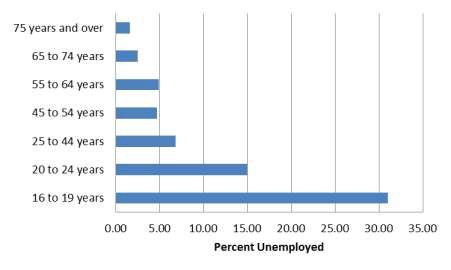 75 years and over
65 to 74 years
55 to 64 years
45 to 54 years
25 to 44 years
20 to 24 years
16 to 19 years
0.00 5.00 10.00 15.00 20.00 25.00 30.00 35.00
Percent Unemployed